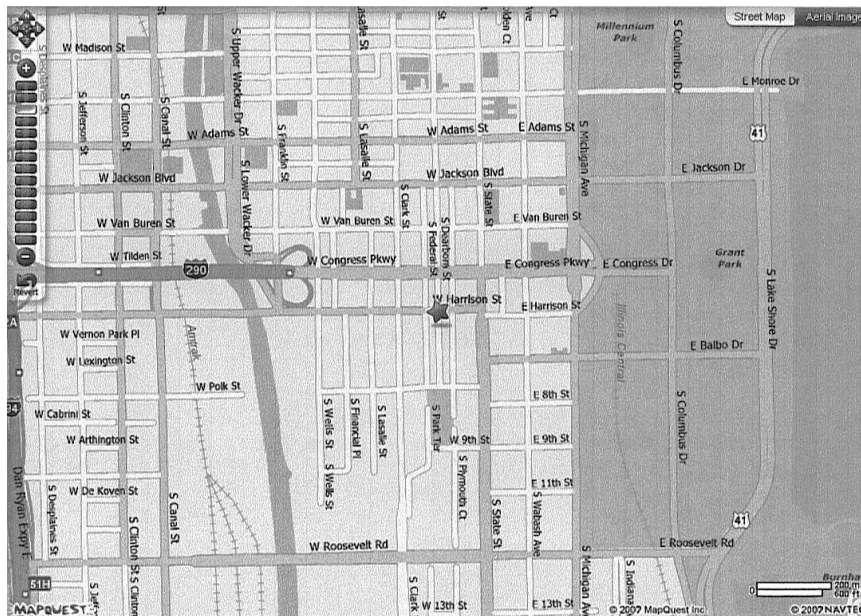 Street Map
Aerial Image
Millennium Park
S Columbus Dr
W Madison St
S Upper Wacker Dr
S Lasalle St
E Monroe Dr
S Jefferson St
S Clinton St
S Canal St
W Adams St
S Franklin St
S Lasalle St
W Adams St
E Adams St
S Michigan Ave
41
W Jackson Blvd
S Lower Wacker Dr
W Jackson Blvd
E Jackson Dr
S Clark St
S Federal St
S Dearborn St
S State St
W Van Buren St
W Van Buren St
E Van Buren St
W Tilden St
290
W Congress Pkwy
E Congress Pkwy
E Congress Dr
Grant Park
Revert
W Harrison St
E Harrison St
S Lake Shore Dr
W Vernon Park Pl
Amtrak
Illinois Central
E Balbo Dr
W Lexington St
W Polk St
E 8th St
94
W Cabrini St
S Wells St
S Financial Pl
S Lasalle St
S Park Ter
S Columbus Dr
W Arthington St
W 9th St
E 9th St
Dan Ryan Expy E
S Desplaines St
W De Koven St
S Canal St
S Wells St
S Plymouth Ct
E 11th St
S State St
S Wabash Ave
41
S Clinton St
W Roosevelt Rd
E Roosevelt Rd
51H
S Clinton
S Clark
W 13th St
E 13th St
S Michigan Ave
S Indiana
Burnha
0
200 m
600 ft
MAPQUEST
© 2007 MapQuest Inc.
© 2007 NAVTEQ